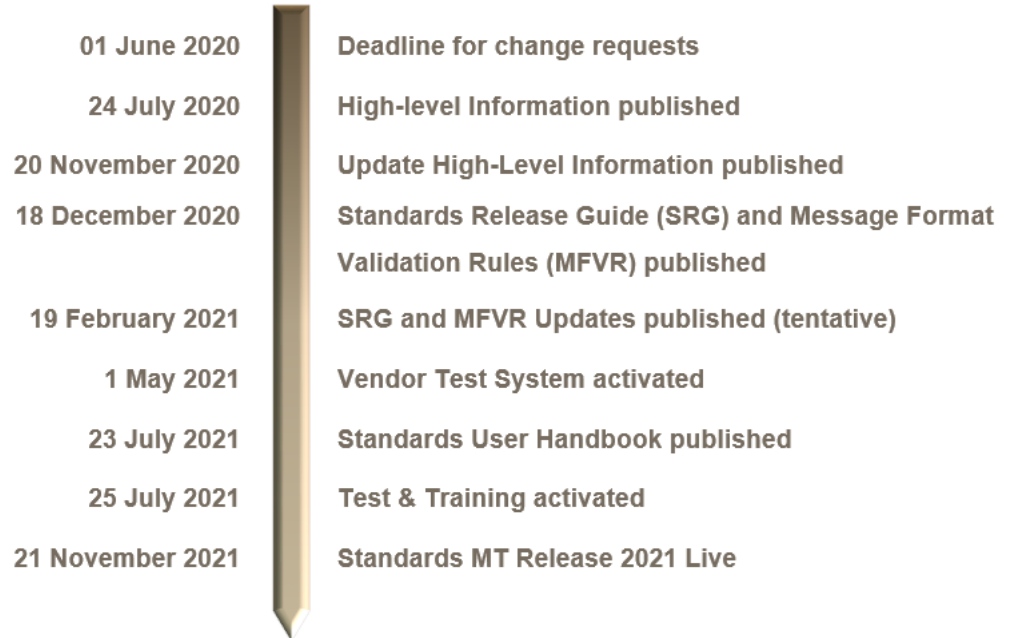 01 June 2020 Deadline for change requests
24 July 2020 High-level Information published
20 November 2020 Update High-Level Information published
18 December 2020 Standards Release Guide (SRG) and Message Format
Validation Rules (MFVR) published
19 February 2021 SRG and MFVR Updates published (tentative)
1 May 2021 Vendor Test System activated
23 July 2021 Standards User Handbook published
25 July 2021 Test & Training activated
21 November 2021 Standards MT Release 2021 Live